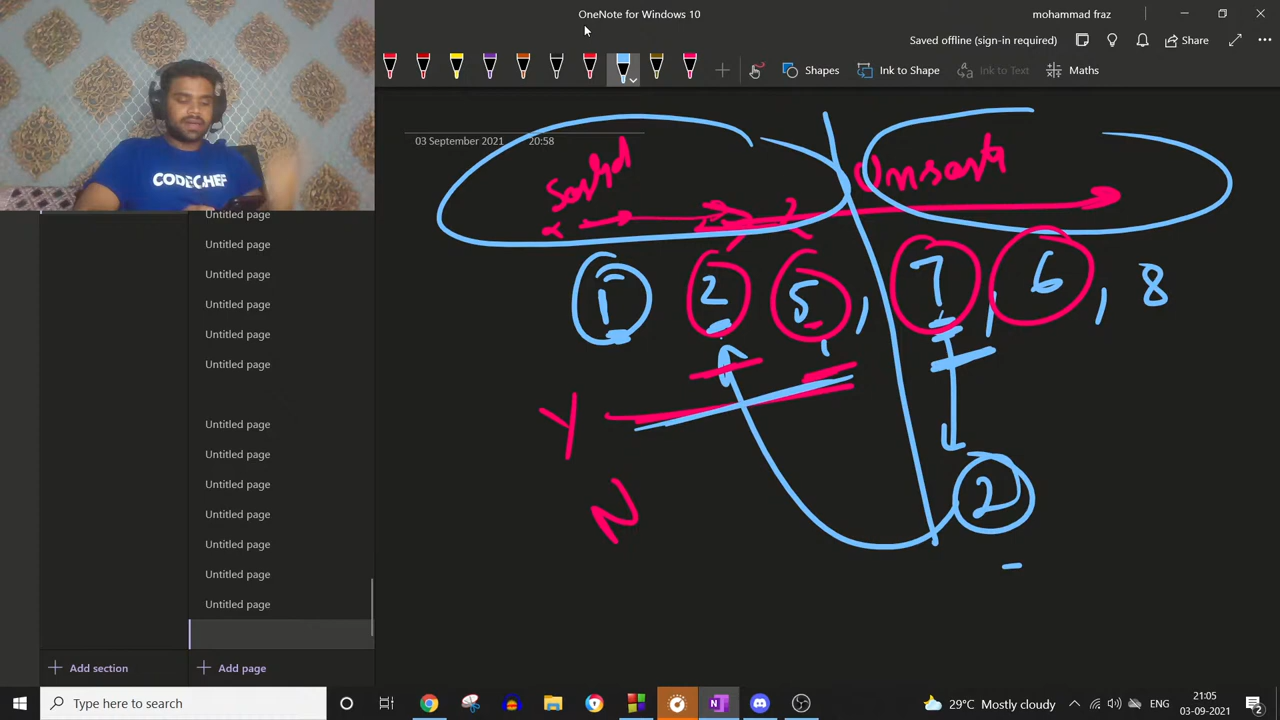 OneNote for Windows 10
mohammad fraz
Saved offline (sign-in required)
Share
Shapes
Ink to Shape
Ink to Text
Maths
03 September 2021 20:58
CODECHEF
Sorted
Unsorted
1 2 5, 7, 6, 8
Y
N
2
Untitled page
Untitled page
Untitled page
Untitled page
Untitled page
Untitled page
Untitled page
Untitled page
Untitled page
Untitled page
Untitled page
Untitled page
Untitled page
Add section
Add page
Type here to search
29°C Mostly cloudy
ENG
21:05
03-09-2021
2